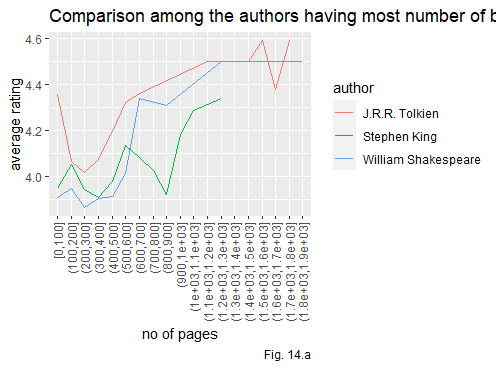 Comparison among the authors having most number of b
4.6
4.4
4.2
4.0
average rating
[0,100]
(100,200]
(200,300]
(300,400]
(400,500]
(500,600]
(600,700]
(700,800]
(800,900]
(900,1e+03]
(1e+03,1.1e+03]
(1.1e+03,1.2e+03]
(1.2e+03,1.3e+03]
(1.3e+03,1.4e+03]
(1.4e+03,1.5e+03]
(1.5e+03,1.6e+03]
(1.6e+03,1.7e+03]
(1.7e+03,1.8e+03]
(1.8e+03,1.9e+03]
no of pages
author
J.R.R. Tolkien
Stephen King
William Shakespeare
Fig. 14.a